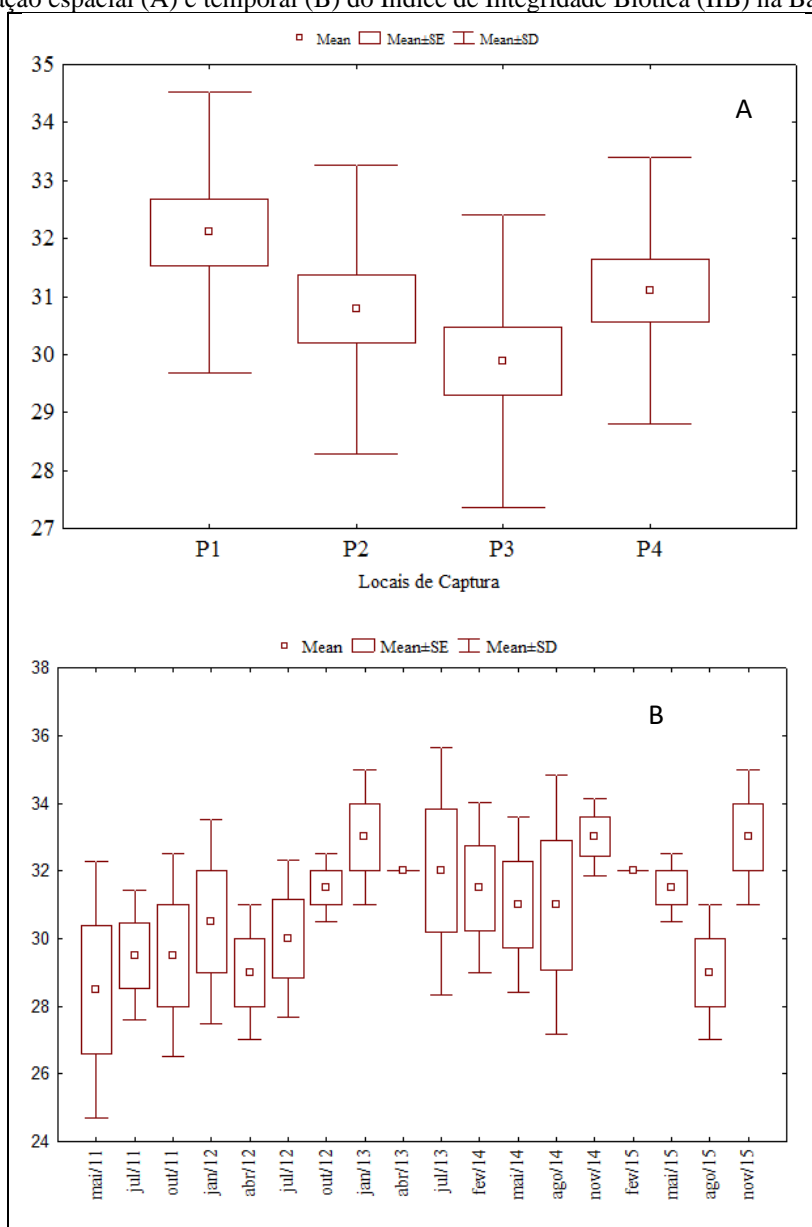 espacial (A) e temporal (B) do Índice de Integridade Biótica (IIB) na
Mean Mean±SE Mean±SD
35
34
33
32
31
30
29
28
27
A
P1 P2 P3 P4
Locais de Captura
Mean Mean±SE Mean±SD
38
36
34
32
30
28
26
24
B
mai/11 jul/11 out/11 jan/12 abr/12 jul/12 out/12 jan/13 abr/13 jul/13 fev/14 mai/14 ago/14 nov/14 fev/15 mai/15 ago/15 nov/15